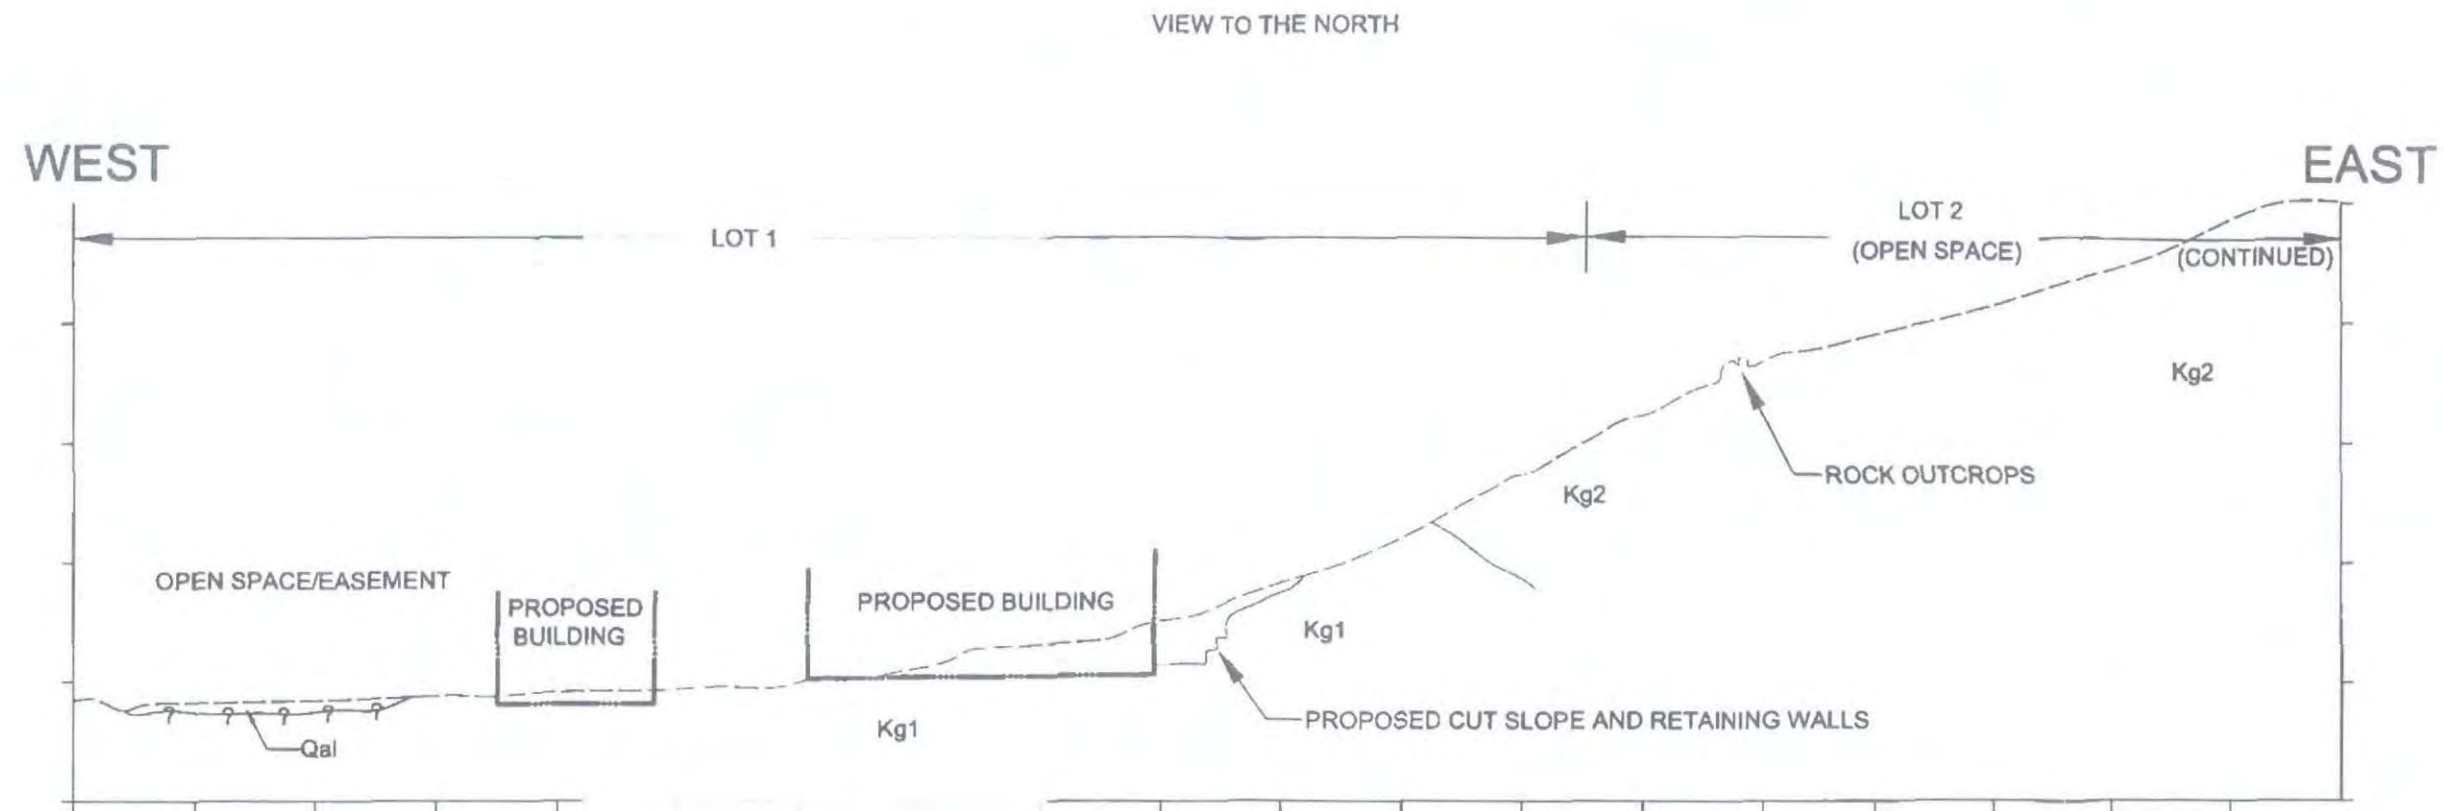 VIEW TO THE NORTH
WEST
EAST
LOT 1
LOT 2
(OPEN SPACE)
(CONTINUED)
Kg2
ROCK OUTCROPS
Kg2
OPEN SPACE/EASEMENT
PROPOSED
BUILDING
PROPOSED BUILDING
Kg1
? ? ? ? ?
PROPOSED CUT SLOPE AND RETAINING WALLS
Kg1
Qal